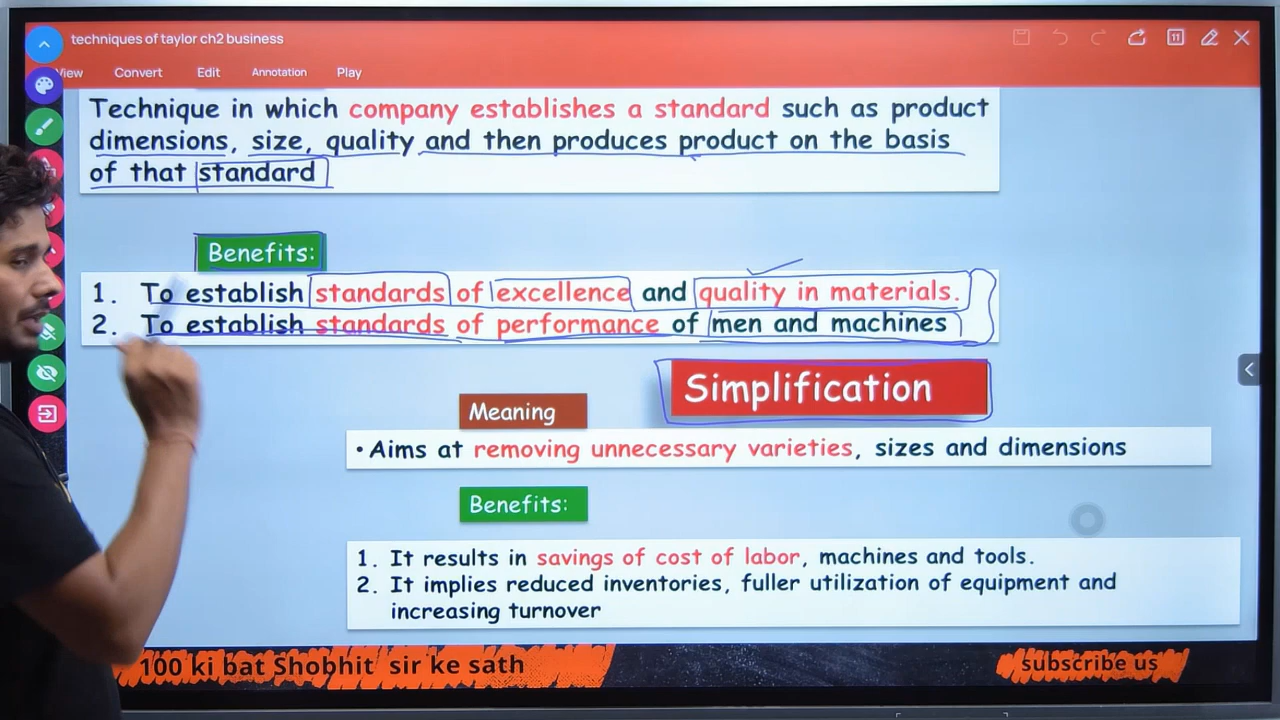 techniques of taylor ch2 business
View Convert Edit Annotation Play
Technique in which company establishes a standard such as product
dimensions, size, quality and then produces product on the basis
of that standard
Benefits:
1. To establish standards of excellence and quality in materials.
2. To establish standards of performance of men and machines
Simplification
Meaning
• Aims at removing unnecessary varieties, sizes and dimensions
Benefits:
1. It results in savings of cost of labor, machines and tools.
2. It implies reduced inventories, fuller utilization of equipment and
increasing turnover
100 ki bat Shobhit sir ke sath
subscribe us